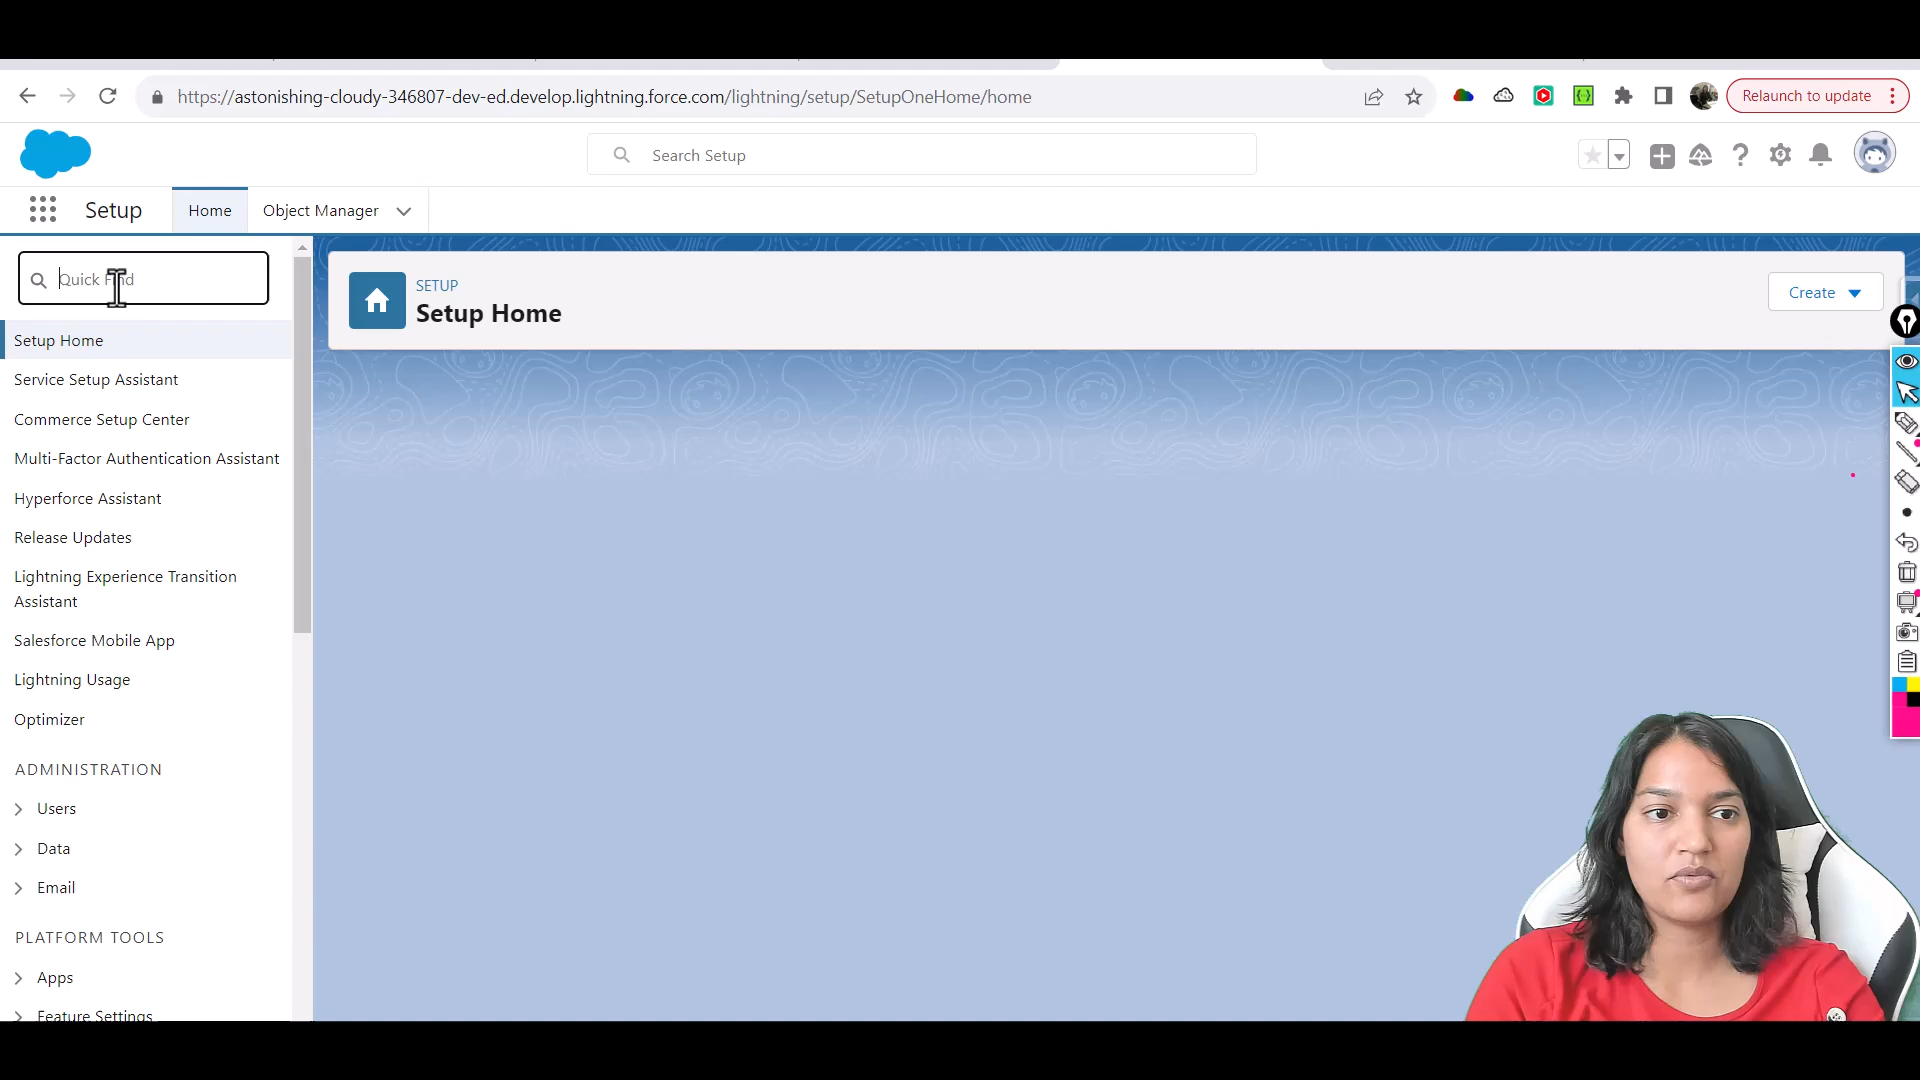 https://astonishing-cloudy-346807-dev-ed.develop.lightning.force.com/lightning/setup/SetupOneHome/home
Relaunch to update
Search Setup
Setup
Home
Object Manager
Quick Find
SETUP
Setup Home
Create
Setup Home
Service Setup Assistant
Commerce Setup Center
Multi-Factor Authentication Assistant
Hyperforce Assistant
Release Updates
Lightning Experience Transition
Assistant
Salesforce Mobile App
Lightning Usage
Optimizer
ADMINISTRATION
Users
Data
Email
PLATFORM TOOLS
Apps
Feature Settings